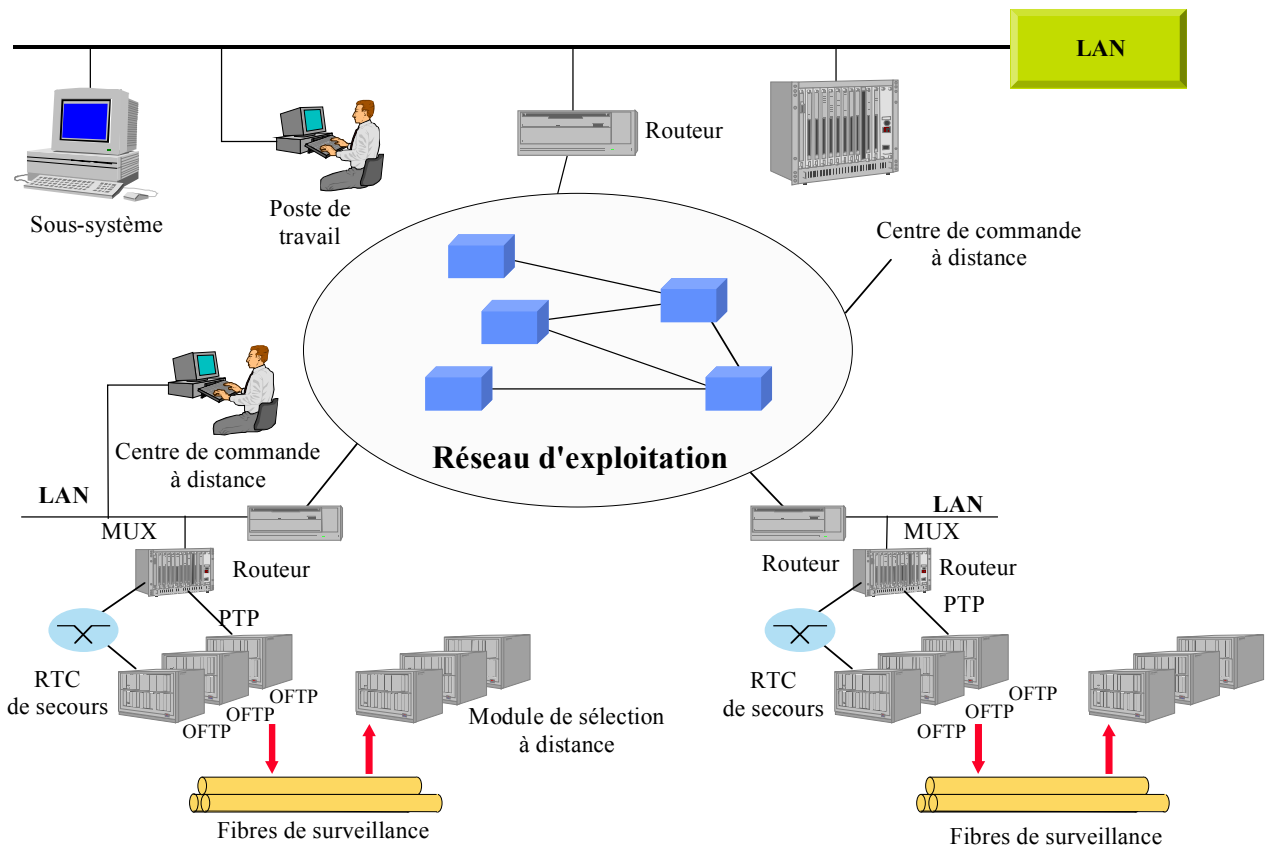 LAN
Routeur
Sous-système
Poste de
travail
Centre de commande
à distance
Réseau d'exploitation
Centre de commande
à distance
LAN
MUX
Routeur
PTP
RTC
de secours
OFTP
OFTP
OFTP
Module de sélection
à distance
Fibres de surveillance
LAN
MUX
Routeur
Routeur
PTP
RTC
de secours
OFTP
OFTP
OFTP
Fibres de surveillance